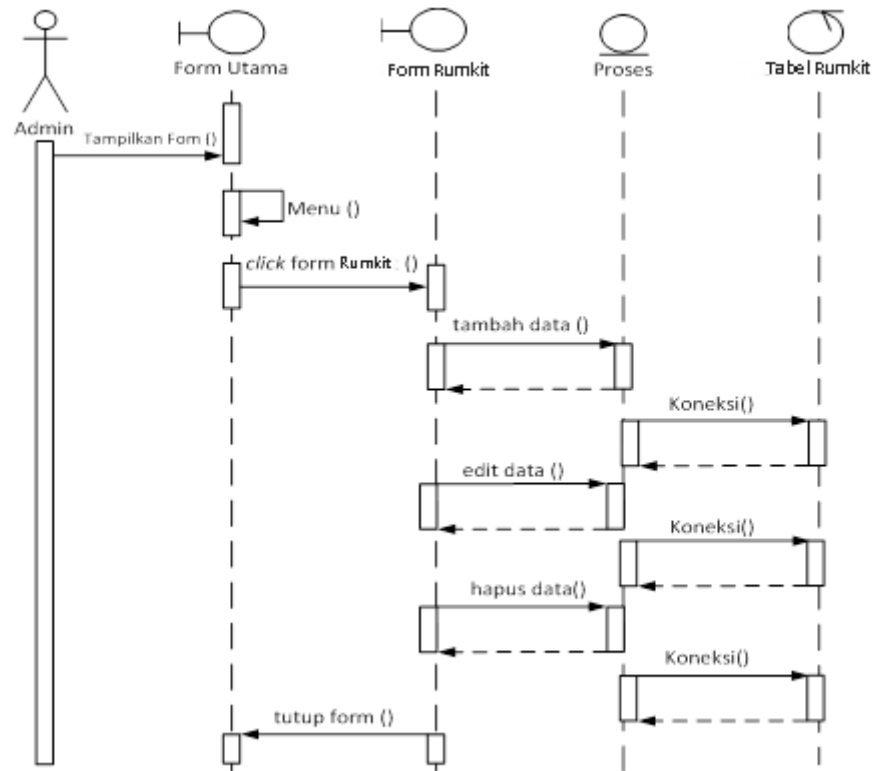 Admin
Form Utama
Form Rumkit
Proses
Tabel Rumkit
Tampilkan Fom ()
Menu ()
click form Rumkit : ()
tambah data ()
Koneksi()
edit data ()
Koneksi()
hapus data()
Koneksi()
tutup form ()